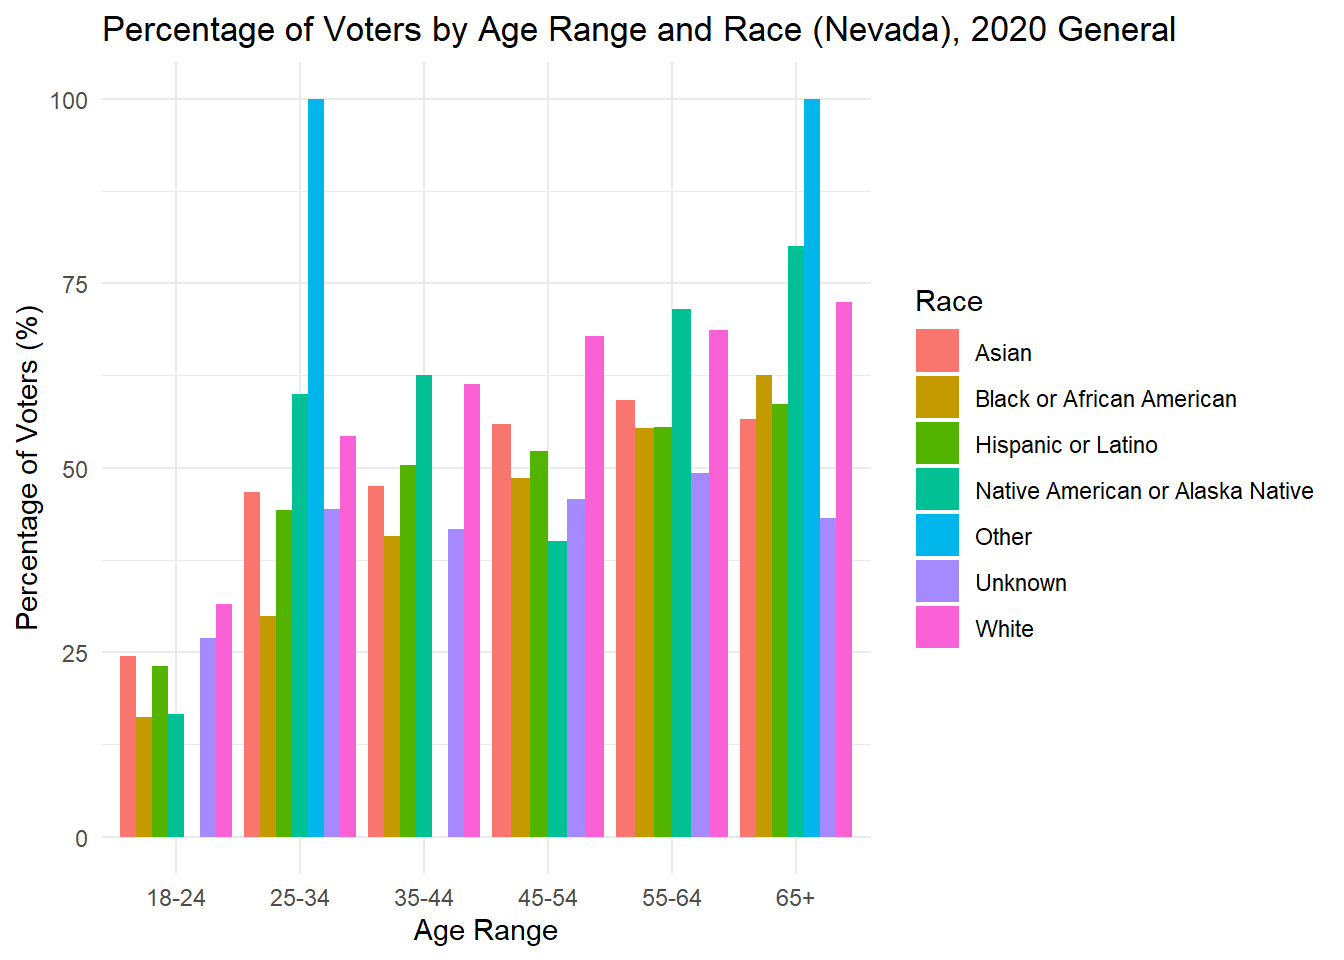 Percentage of Voters by Age Range and Race (Nevada), 2020 General
Percentage of Voters (%)
100
75
50
25
0
18-24 25-34 35-44 45-54 55-64 65+
Age Range
Race
Asian
Black or African American
Hispanic or Latino
Native American or Alaska Native
Other
Unknown
White